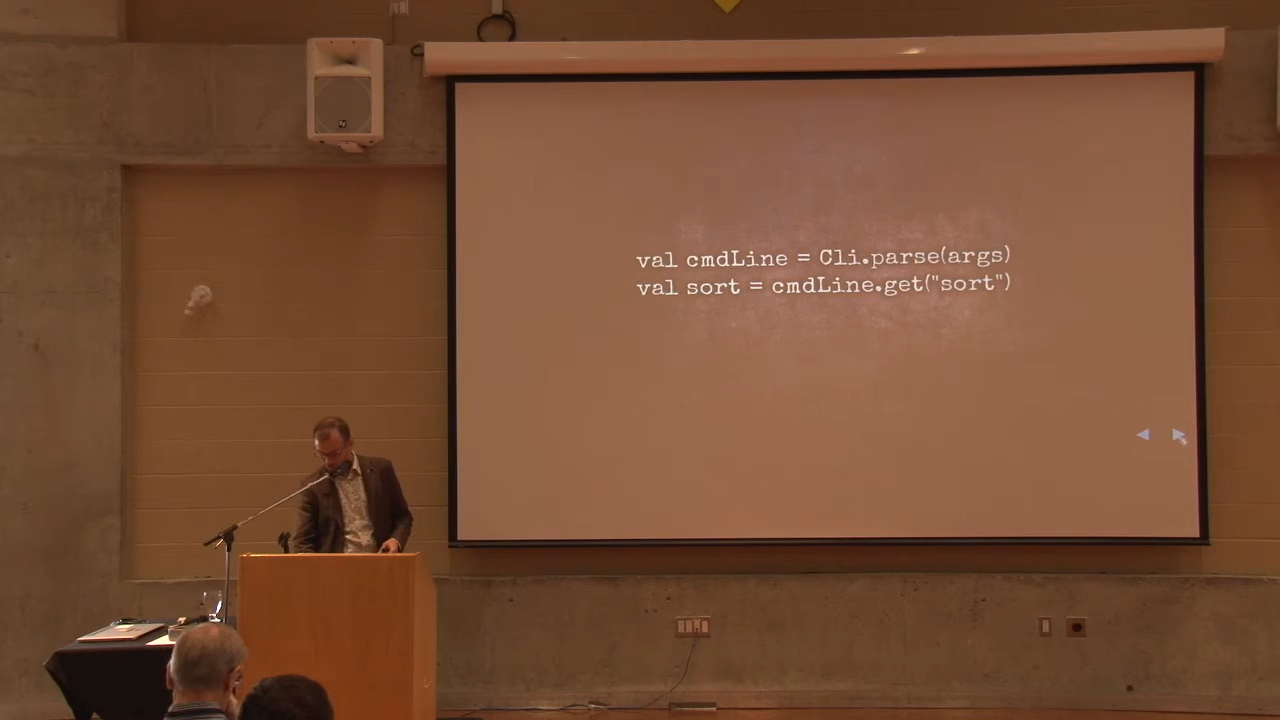 val cmdLine = Cli.parse(args)
val sort = cmdLine.get("sort")